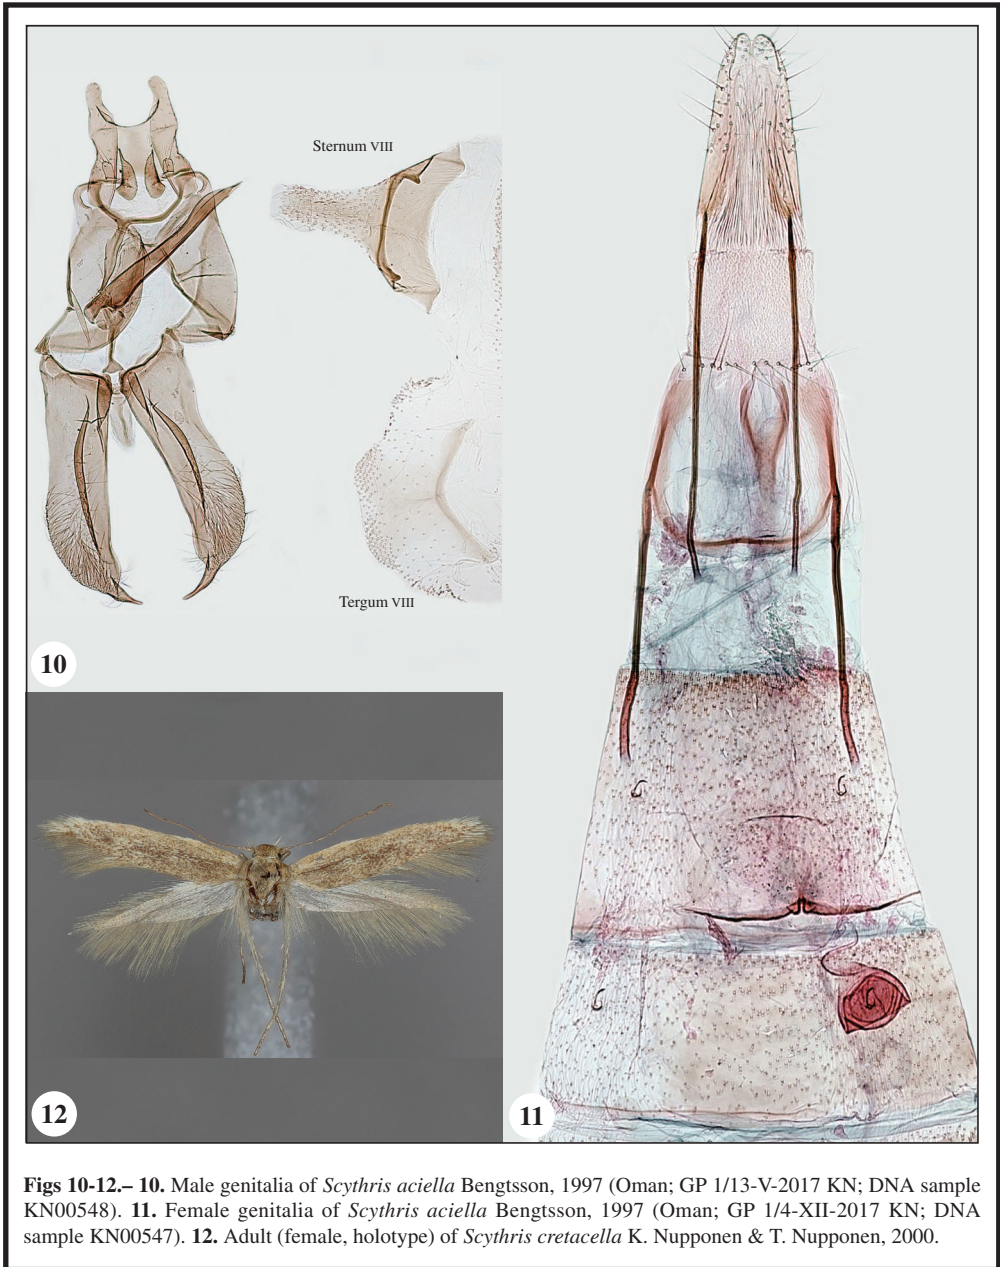 Sternum VIII
Tergum VIII
10
12
11
Figs 10-12.– 10. Male genitalia of Scythris aciella Bengtsson, 1997 (Oman; GP 1/13-V-2017 KN; DNA sample
KN00548). 11. Female genitalia of Scythris aciella Bengtsson, 1997 (Oman; GP 1/4-XII-2017 KN; DNA
sample KN00547). 12. Adult (female, holotype) of Scythris cretacella K. Nupponen & T. Nupponen, 2000.